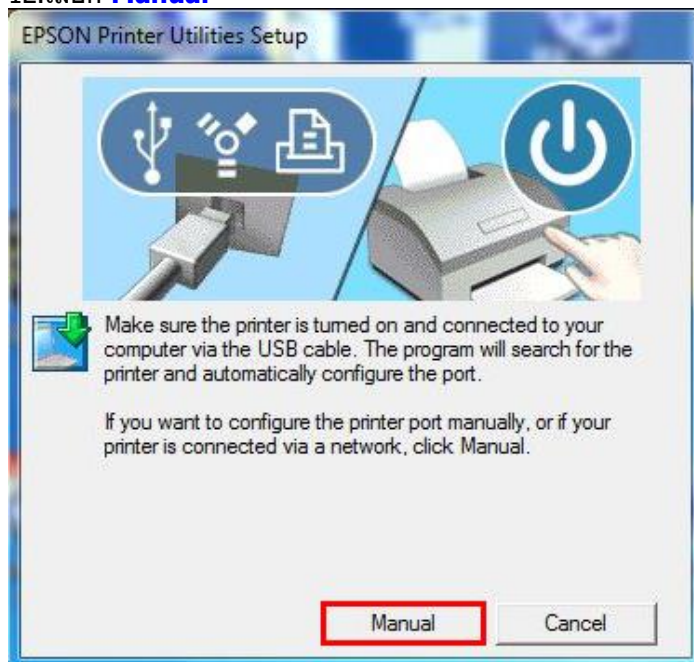 Manual
EPSON Printer Utilities Setup
Make sure the printer is turned on and connected to your
computer via the USB cable. The program will search for the
printer and automatically configure the port.
If you want to configure the printer port manually, or if your
printer is connected via a network, click Manual.
Manual
Cancel